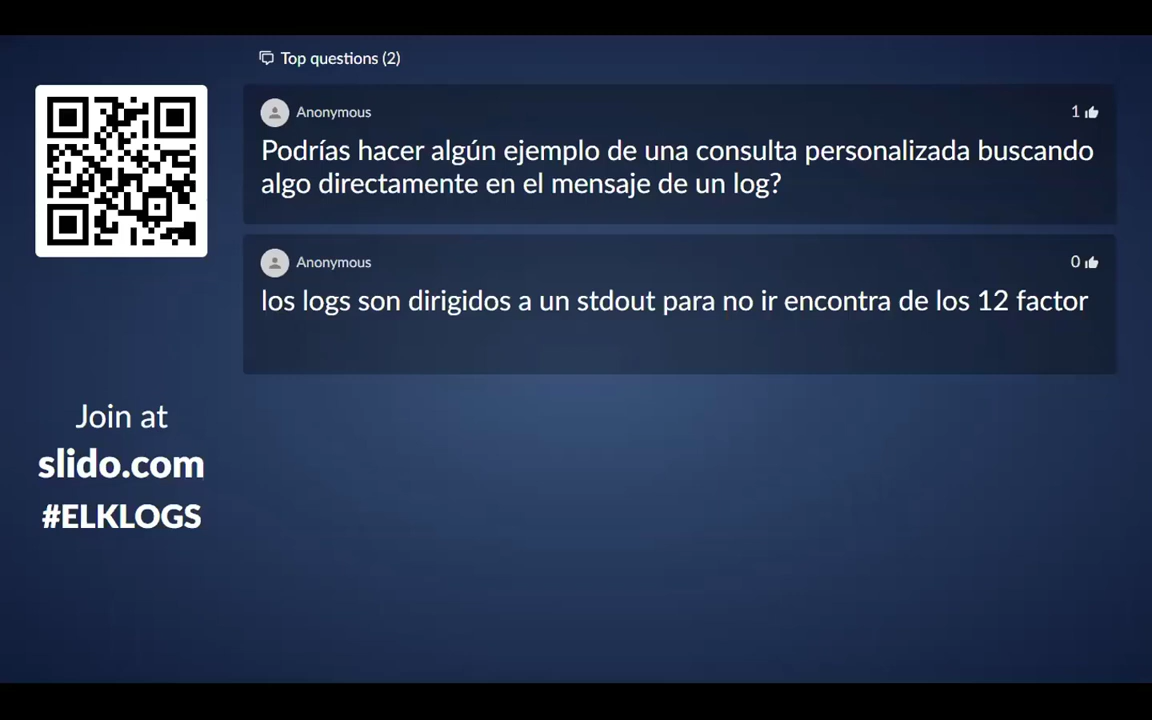 Top questions (2)
Anonymous
1
Podrías hacer algún ejemplo de una consulta personalizada buscando
algo directamente en el mensaje de un log?
Anonymous
0
los logs son dirigidos a un stdout para no ir encontra de los 12 factor
Join at
slido.com
#ELKLOGS